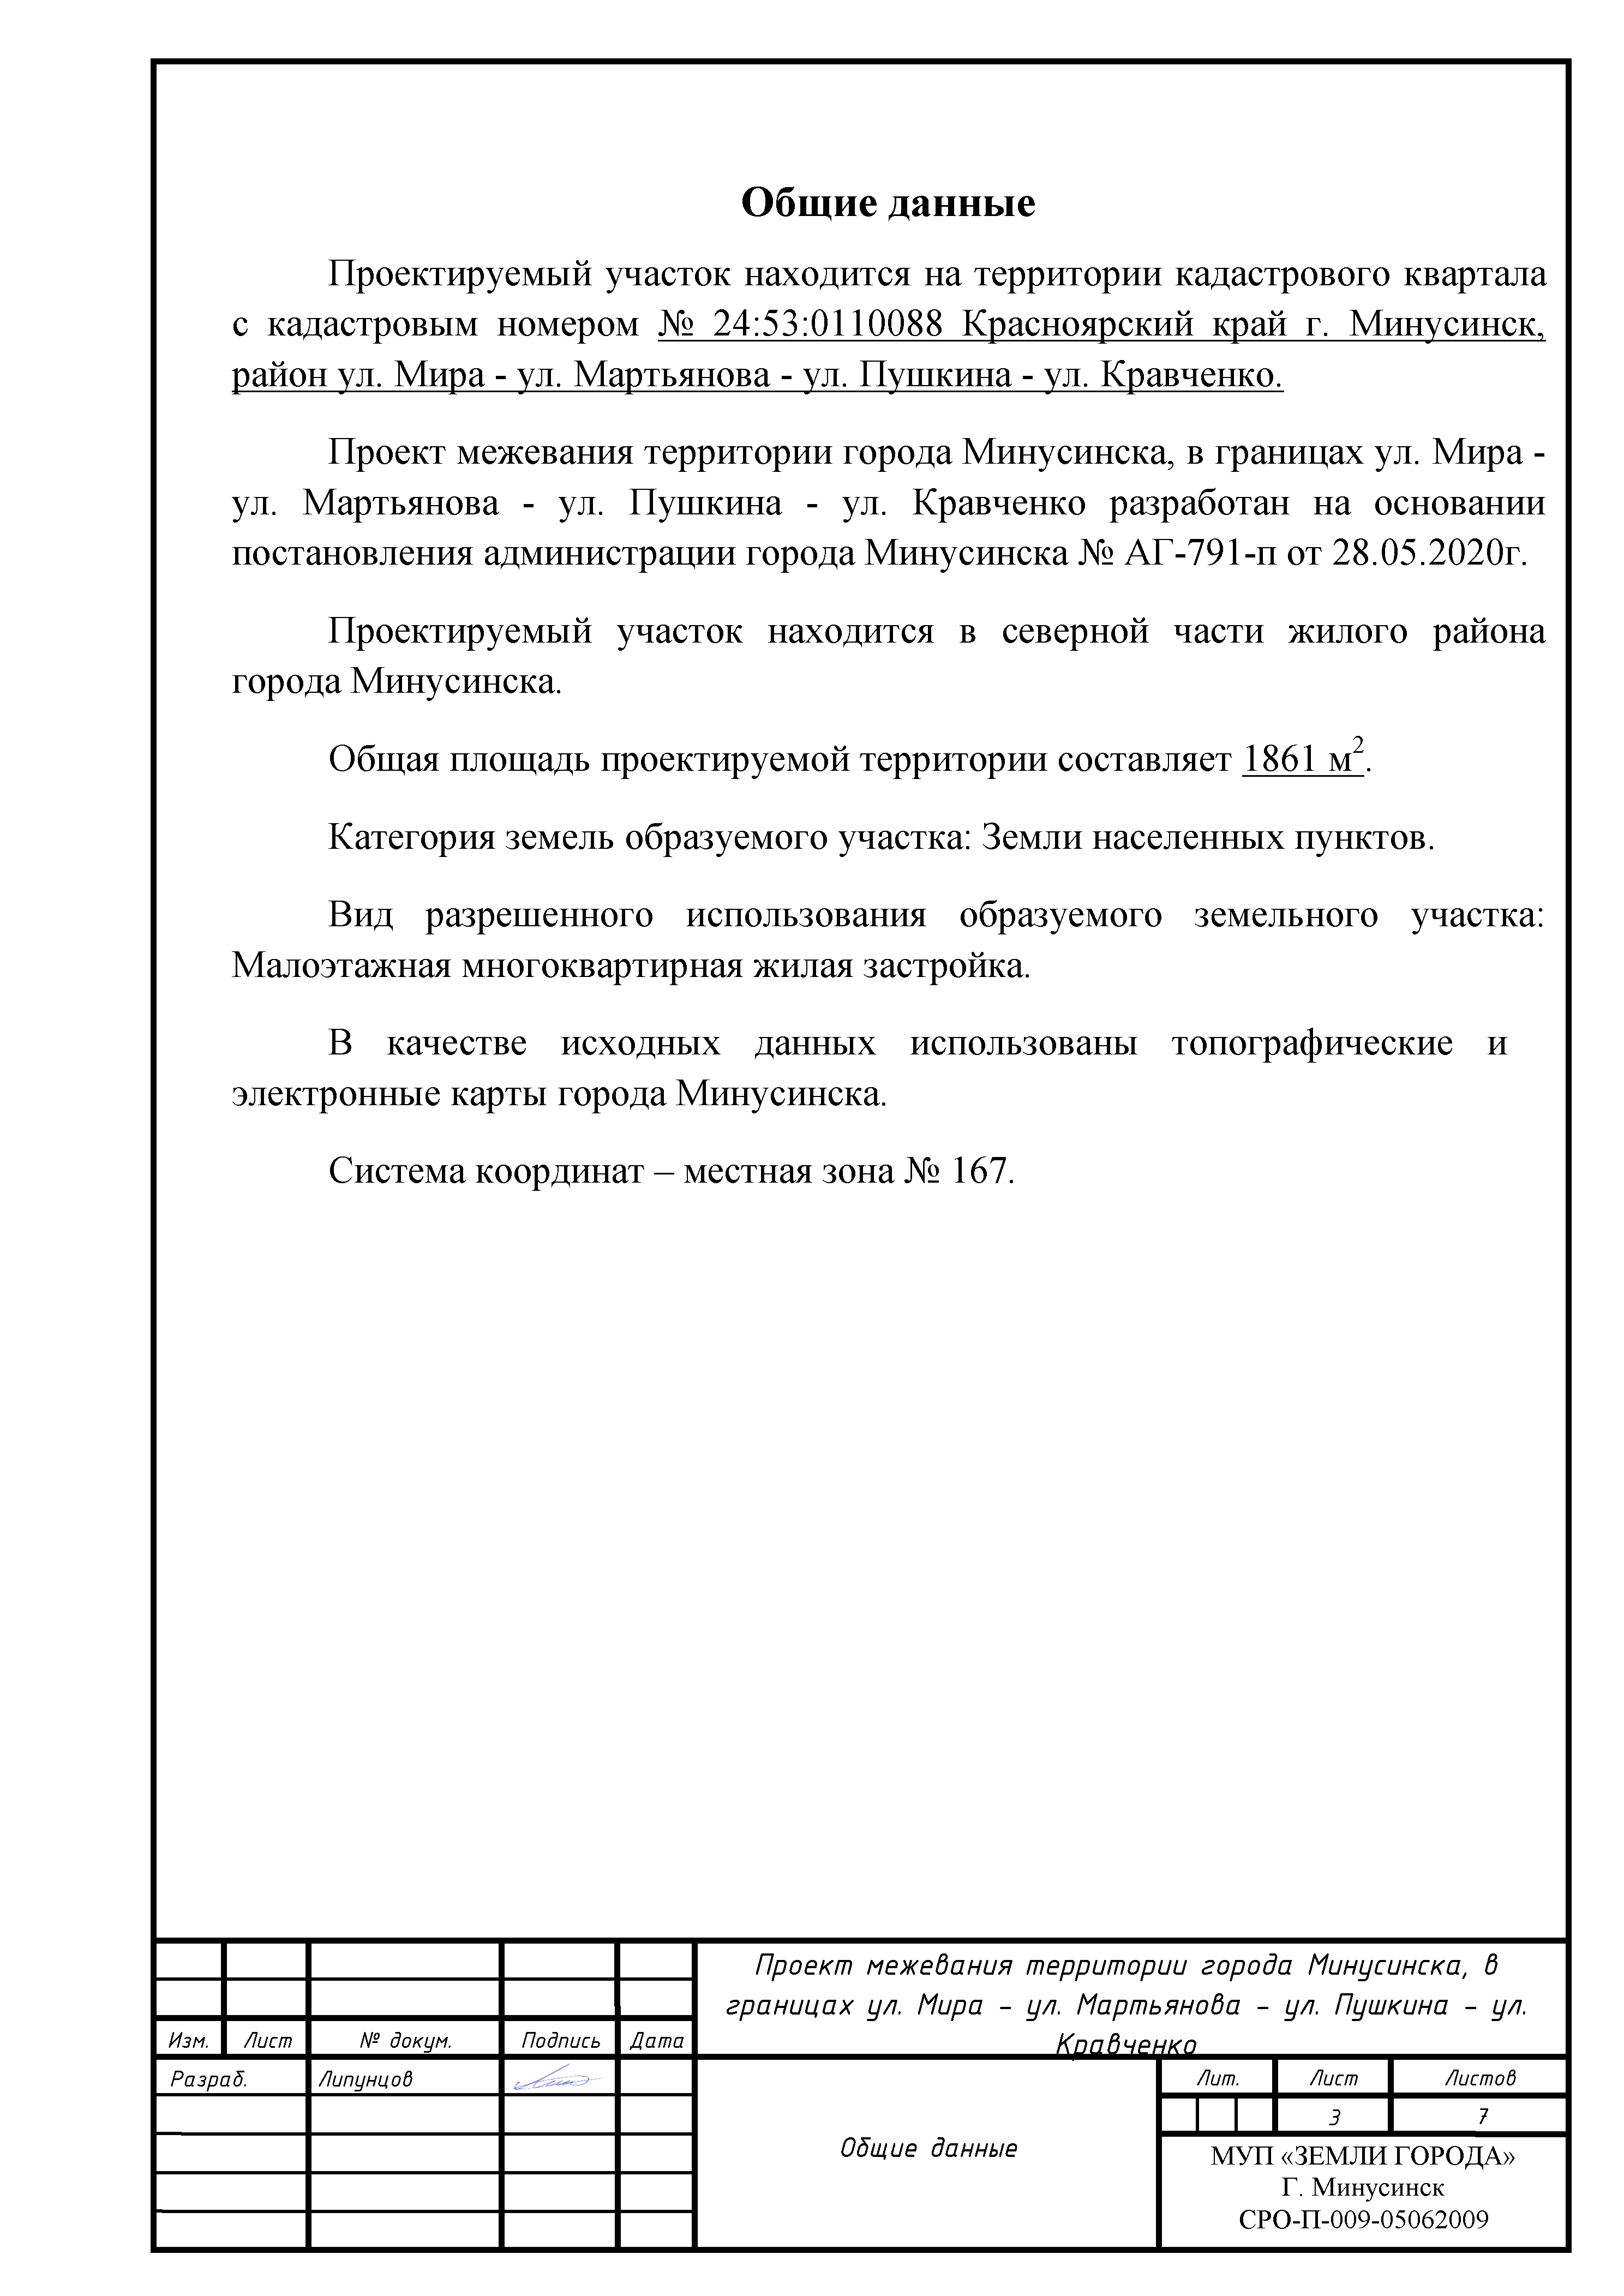 Общие данные
Проектируемый участок находится на территории кадастрового квартала
с кадастровым номером № 24:53:0110088 Красноярский край г. Минусинск,
район ул. Мира - ул. Мартьянова - ул. Пушкина - ул. Кравченко.
Проект межевания территории города Минусинска, в границах ул. Мира -
ул. Мартьянова - ул. Пушкина - ул. Кравченко разработан на основании
постановления администрации города Минусинска № АГ-791-п от 28.05.2020г.
Проектируемый участок находится в северной части жилого района
города Минусинска.
Общая площадь проектируемой территории составляет 1861 м².
Категория земель образуемого участка: Земли населенных пунктов.
Вид разрешенного использования образуемого земельного участка:
Малоэтажная многоквартирная жилая застройка.
В качестве исходных данных использованы топографические и
электронные карты города Минусинска.
Система координат – местная зона № 167.
Проект межевания территории города Минусинска, в
границах ул. Мира - ул. Мартьянова - ул. Пушкина - ул.
Кравченко
Изм. Лист № докум. Подпись Дата
Разраб. Липунцов
Общие данные
Лит. Лист Листов
3 7
МУП «ЗЕМЛИ ГОРОДА»
Г. Минусинск
СРО-П-009-05062009